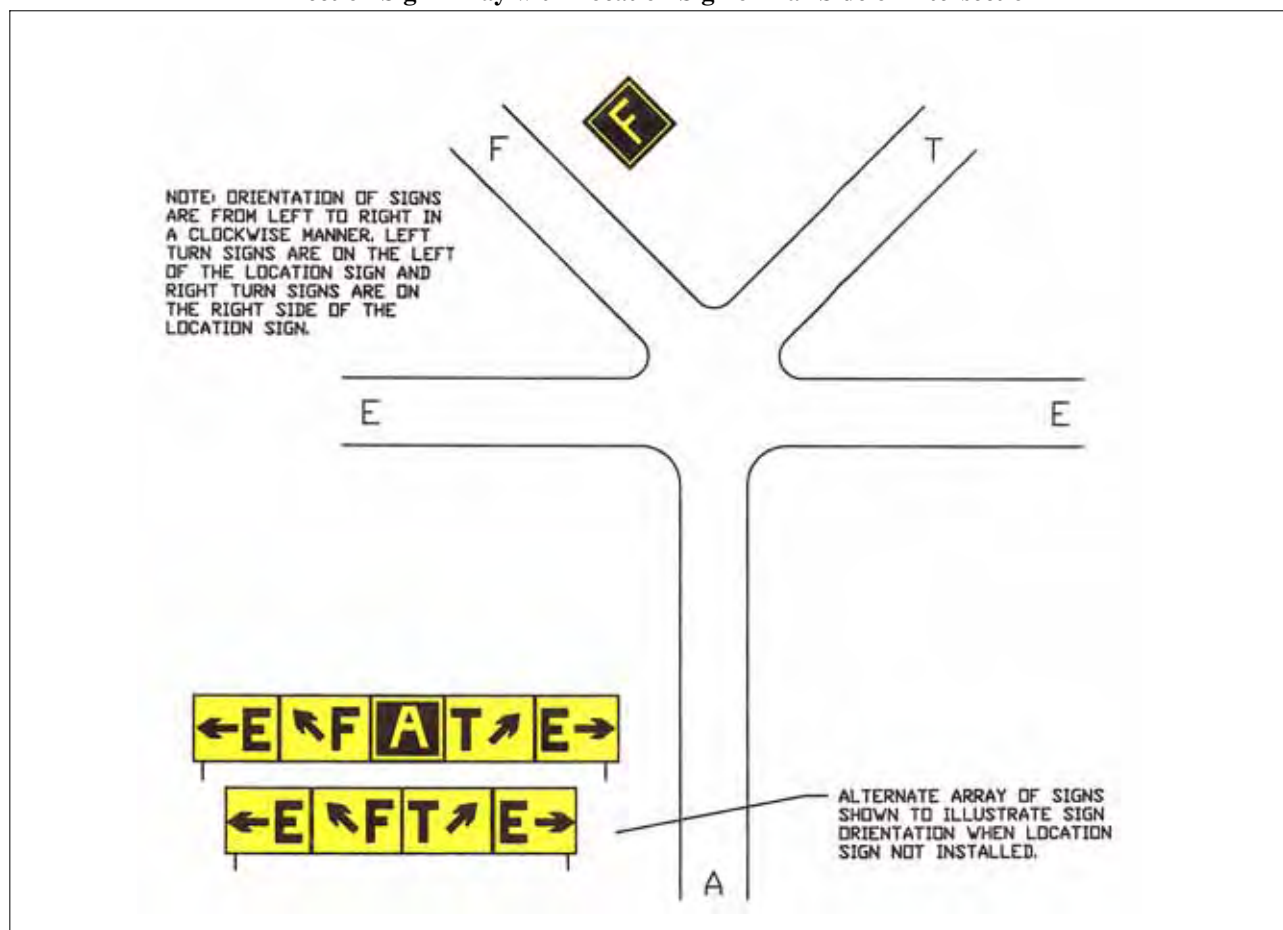 F
F
T
NOTE: ORIENTATION OF SIGNS
ARE FROM LEFT TO RIGHT IN
A CLOCKWISE MANNER. LEFT
TURN SIGNS ARE ON THE LEFT
OF THE LOCATION SIGN AND
RIGHT TURN SIGNS ARE ON
THE RIGHT SIDE OF THE
LOCATION SIGN.
E
E
←E ↖F A T↗ E→
←E ↖F T↗ E→
ALTERNATE ARRAY OF SIGNS
SHOWN TO ILLUSTRATE SIGN
ORIENTATION WHEN LOCATION
SIGN NOT INSTALLED.
A